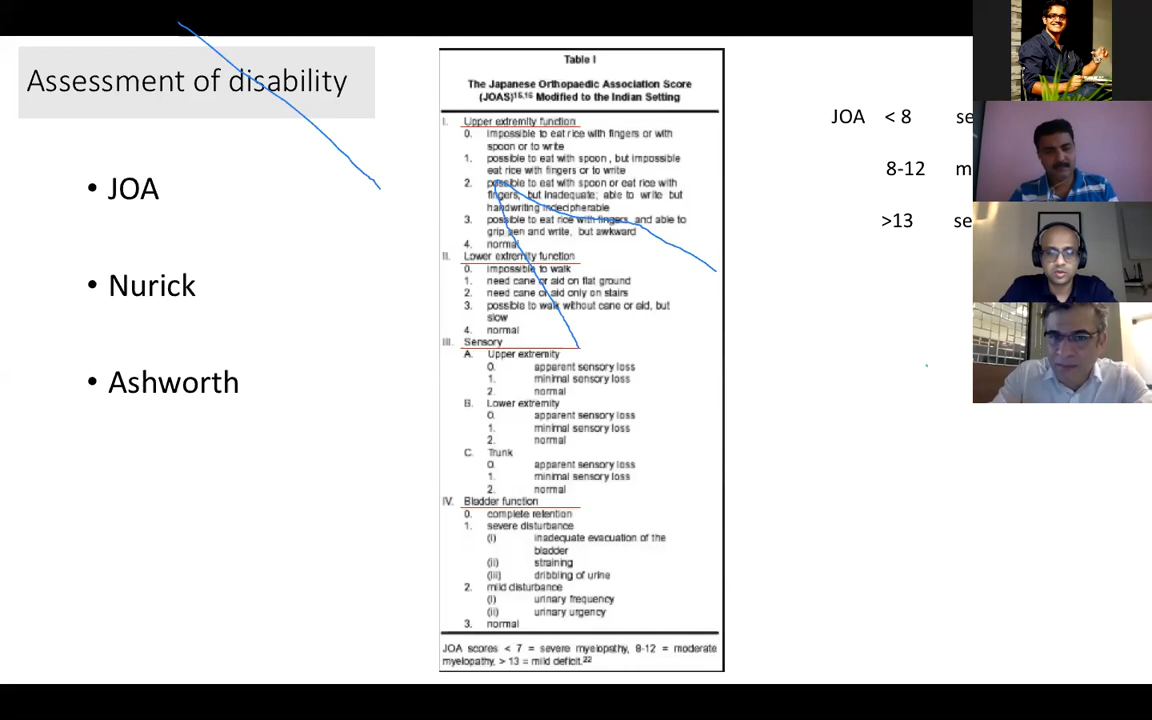 Assessment of disability
• JOA
• Nurick
• Ashworth
Table I
The Japanese Orthopaedic Association Score
(JOAS)15,16 Modified to the Indian Setting
I. Upper extremity function
0. impossible to eat rice with fingers or with
spoon or to write
1. possible to eat with spoon, but impossible
eat rice with fingers or to write
2. possible to eat with spoon or eat rice with
fingers, but inadequate; able to write but
handwriting indecipherable
3. possible to eat rice with fingers, and able to
grip pen and write, but awkward
4. normal
II. Lower extremity function
0. impossible to walk
1. need cane or aid on flat ground
2. need cane or aid only on stairs
3. possible to walk without cane or aid, but
slow
4. normal
III. Sensory
A. Upper extremity
0. apparent sensory loss
1. minimal sensory loss
2. normal
B. Lower extremity
0. apparent sensory loss
1. minimal sensory loss
2. normal
C. Trunk
0. apparent sensory loss
1. minimal sensory loss
2. normal
IV. Bladder function
0. complete retention
1. severe disturbance
(i) inadequate evacuation of the
bladder
(ii) straining
(iii) dribbling of urine
2. mild disturbance
(i) urinary frequency
(ii) urinary urgency
3. normal
JOA scores < 7 = severe myelopathy, 8-12 = moderate
myelopathy, > 13 = mild deficit.22
JOA < 8 se
8-12 m
>13 se